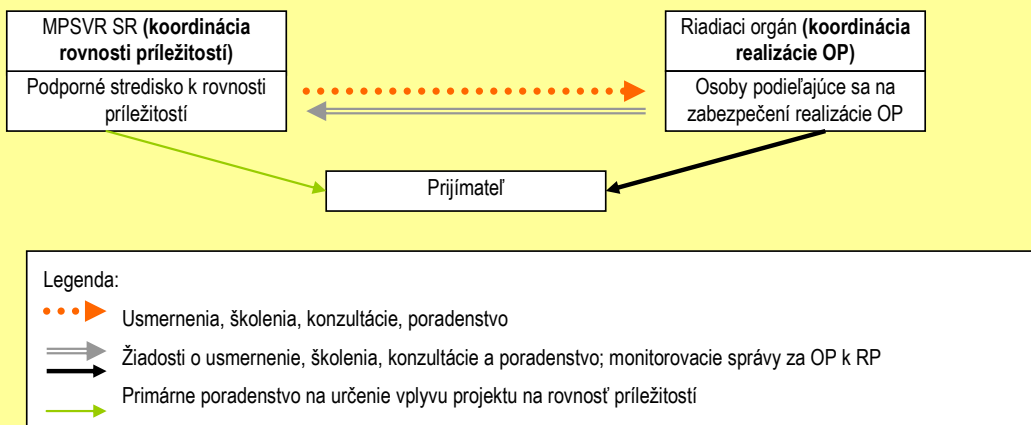 MPSVR SR (koordinácia
rovnosti príležitostí)
Podporné stredisko k rovnosti
príležitostí
Riadiaci orgán (koordinácia
realizácie OP)
Osoby podieľajúce sa na
zabezpečení realizácie OP
Prijímateľ
Legenda:
Usmernenia, školenia, konzultácie, poradenstvo
Žiadosti o usmernenie, školenia, konzultácie a poradenstvo; monitorovacie správy za OP k RP
Primárne poradenstvo na určenie vplyvu projektu na rovnosť príležitostí